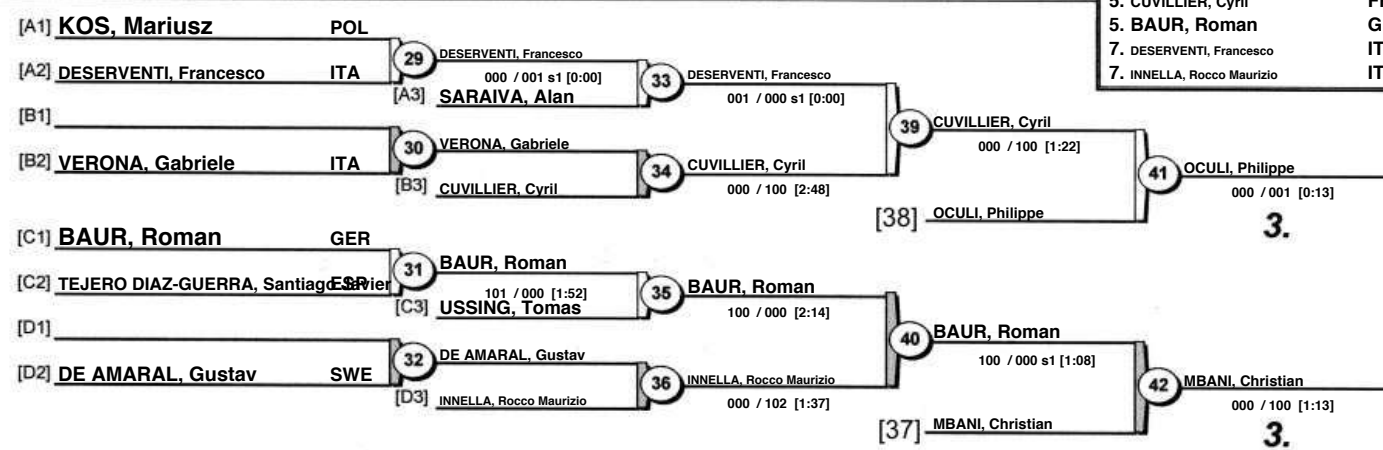 5. CUVILLIER, Cyril
5. BAUR, Roman G
7. DESERVENTI, Francesco IT
7. INNELLA, Rocco Maurizio IT
[A1] KOS, Mariusz POL
[A2] DESERVENTI, Francesco ITA
[B1]
[B2] VERONA, Gabriele ITA
[C1] BAUR, Roman GER
[C2] TEJERO DIAZ-GUERRA, Santiago Javier ESP
[D1]
[D2] DE AMARAL, Gustav SWE
29
DESERVENTI, Francesco
000 / 001 s1 [0:00]
[A3] SARAIVA, Alan
30
VERONA, Gabriele
[B3] CUVILLIER, Cyril
31
BAUR, Roman
101 / 000 [1:52]
[C3] USSING, Tomas
32
DE AMARAL, Gustav
[D3] INNELLA, Rocco Maurizio
33
DESERVENTI, Francesco
001 / 000 s1 [0:00]
34
CUVILLIER, Cyril
000 / 100 [2:48]
35
BAUR, Roman
100 / 000 [2:14]
36
INNELLA, Rocco Maurizio
000 / 102 [1:37]
39
CUVILLIER, Cyril
000 / 100 [1:22]
[38] OCULI, Philippe
40
BAUR, Roman
100 / 000 s1 [1:08]
[37] MBANI, Christian
41
OCULI, Philippe
000 / 001 [0:13]
3.
42
MBANI, Christian
000 / 100 [1:13]
3.